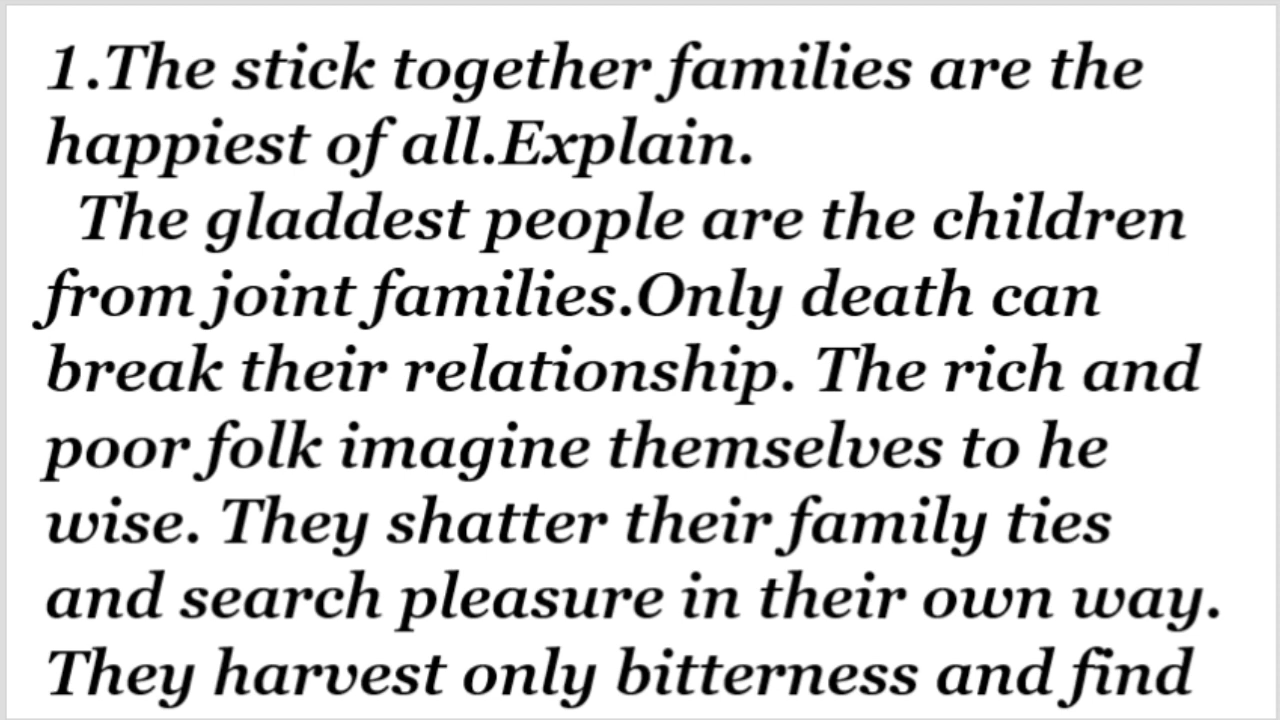 1.The stick together families are the
happiest of all.Explain.
The gladdest people are the children
from joint families.Only death can
break their relationship. The rich and
poor folk imagine themselves to he
wise. They shatter their family ties
and search pleasure in their own way.
They harvest only bitterness and find